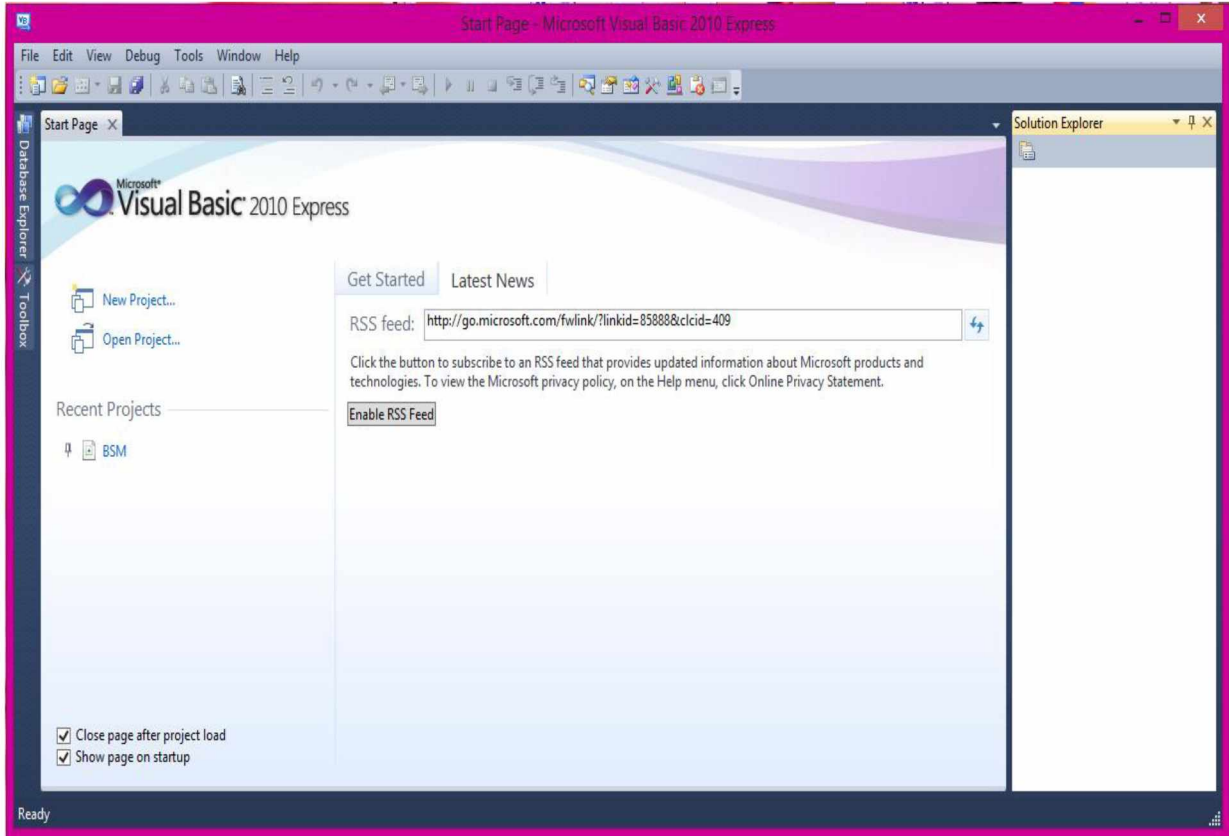 Start Page - Microsoft Visual Basic 2010 Express
File Edit View Debug Tools Window Help
Start Page
Solution Explorer
Database Explorer
Toolbox
Microsoft®
Visual Basic® 2010 Express
New Project...
Open Project...
Recent Projects
BSM
Get Started Latest News
RSS feed: http://go.microsoft.com/fwlink/?linkid=85888&clcid=409
Click the button to subscribe to an RSS feed that provides updated information about Microsoft products and
technologies. To view the Microsoft privacy policy, on the Help menu, click Online Privacy Statement.
Enable RSS Feed
Close page after project load
Show page on startup
Ready